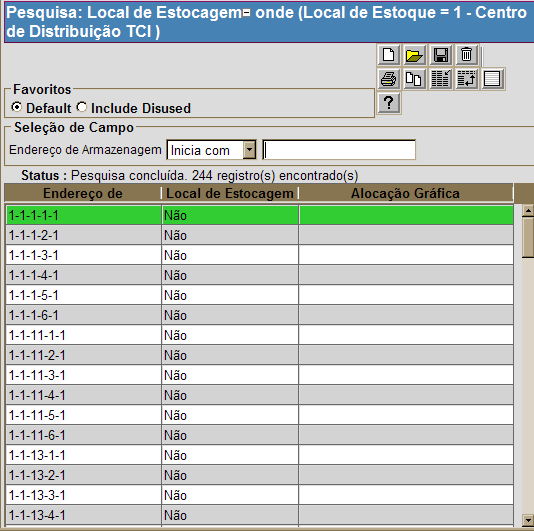 Pesquisa: Local de Estocagem onde (Local de Estoque = 1 - Centro
de Distribuição TCI )
Favoritos
Default Include Disused
Seleção de Campo
Endereço de Armazenagem Inicia com
Status : Pesquisa concluída. 244 registro(s) encontrado(s)
Endereço de Local de Estocagem Alocação Gráfica
1-1-1-1-1 Não
1-1-1-2-1 Não
1-1-1-3-1 Não
1-1-1-4-1 Não
1-1-1-5-1 Não
1-1-1-6-1 Não
1-1-11-1-1 Não
1-1-11-2-1 Não
1-1-11-3-1 Não
1-1-11-4-1 Não
1-1-11-5-1 Não
1-1-11-6-1 Não
1-1-13-1-1 Não
1-1-13-2-1 Não
1-1-13-3-1 Não
1-1-13-4-1 Não